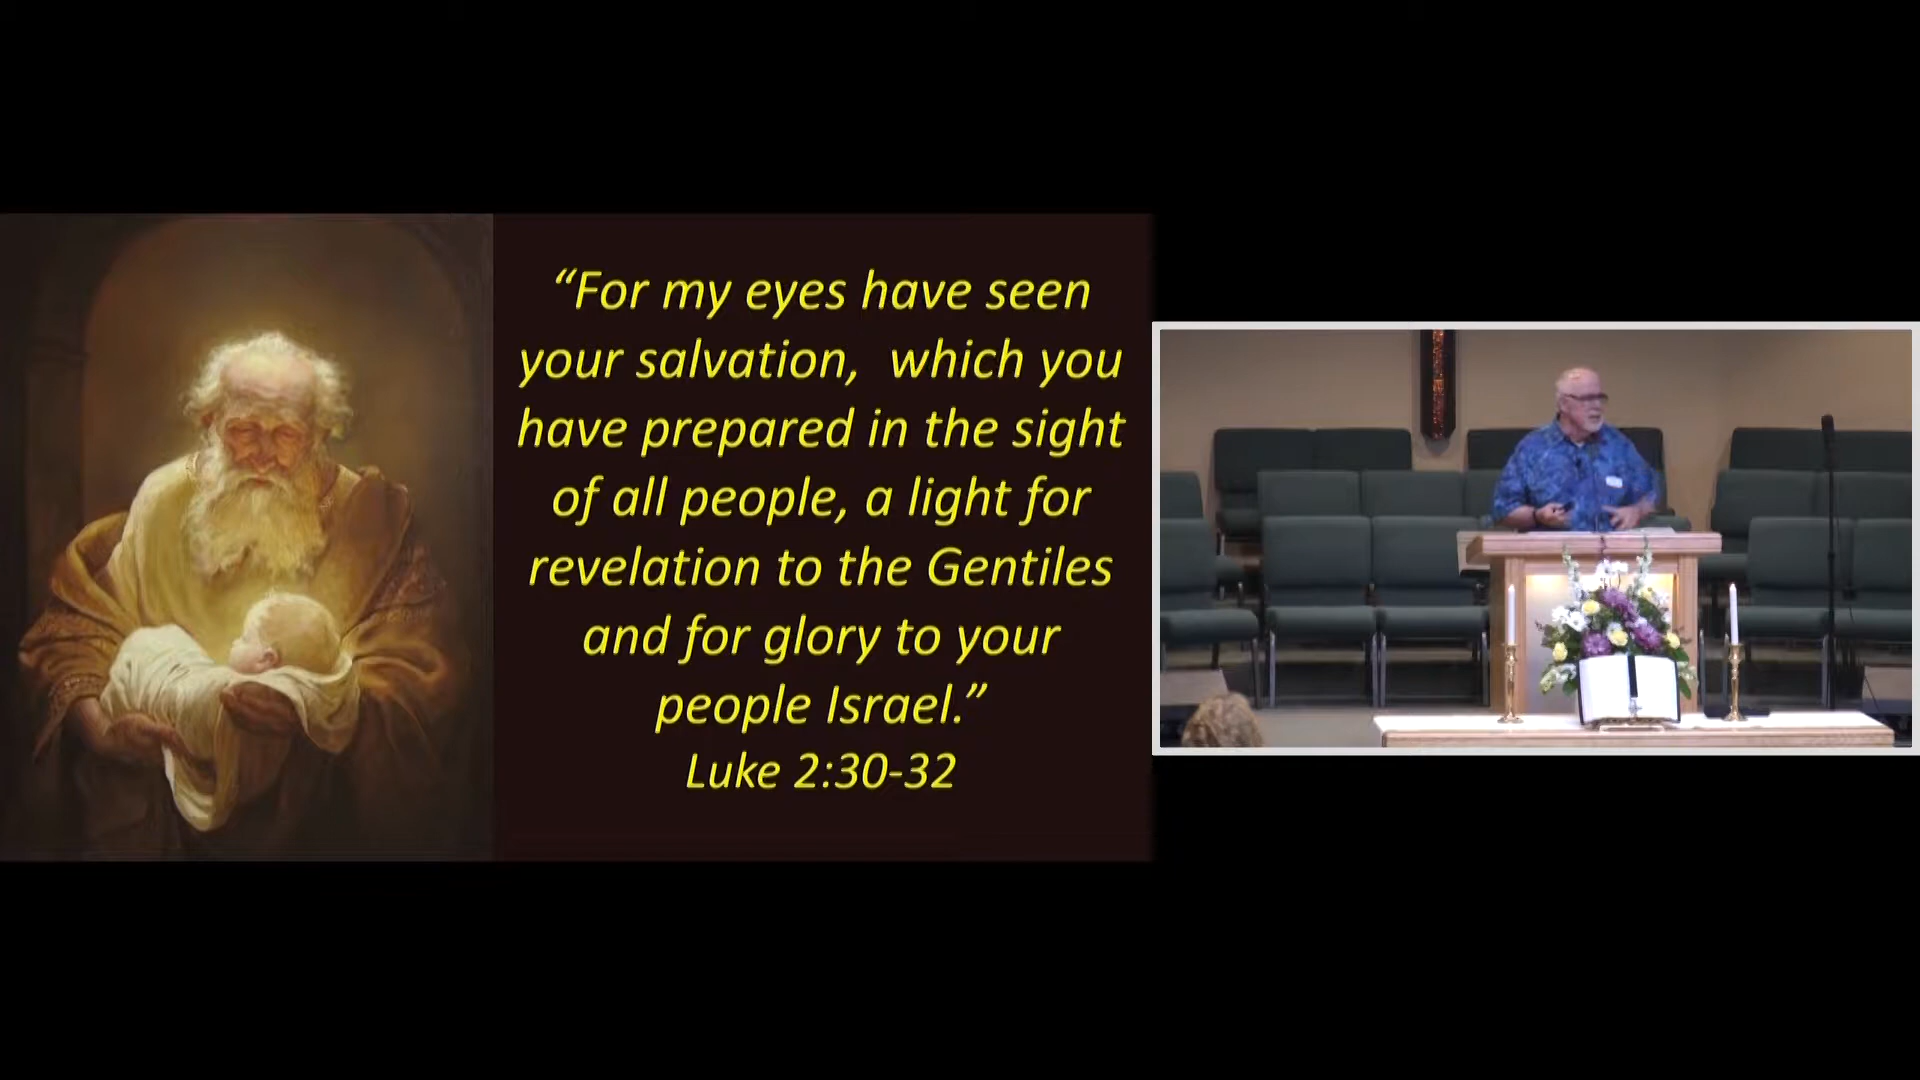 “For my eyes have seen
your salvation,  which you
have prepared in the sight
of all people, a light for
revelation to the Gentiles
and for glory to your
people Israel.”
Luke 2:30-32